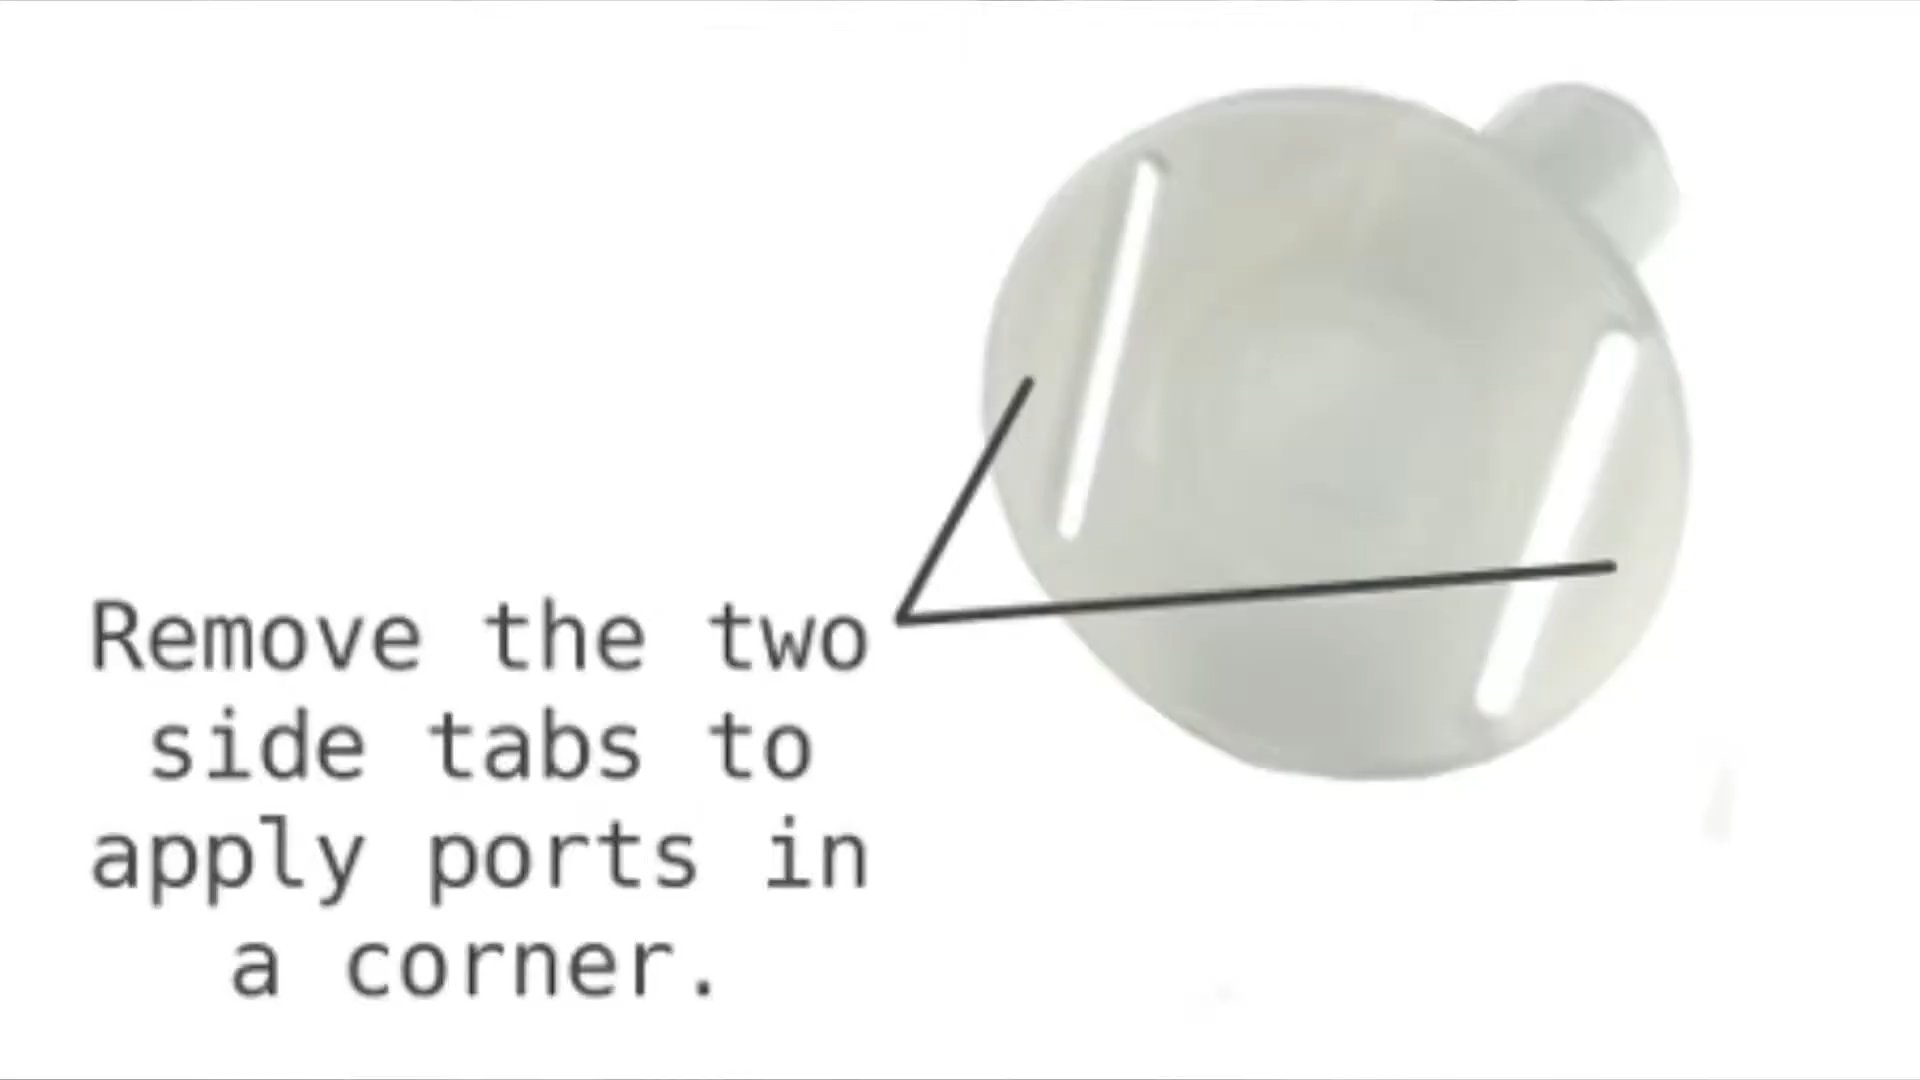 Remove the two
side tabs to
apply ports in
a corner.